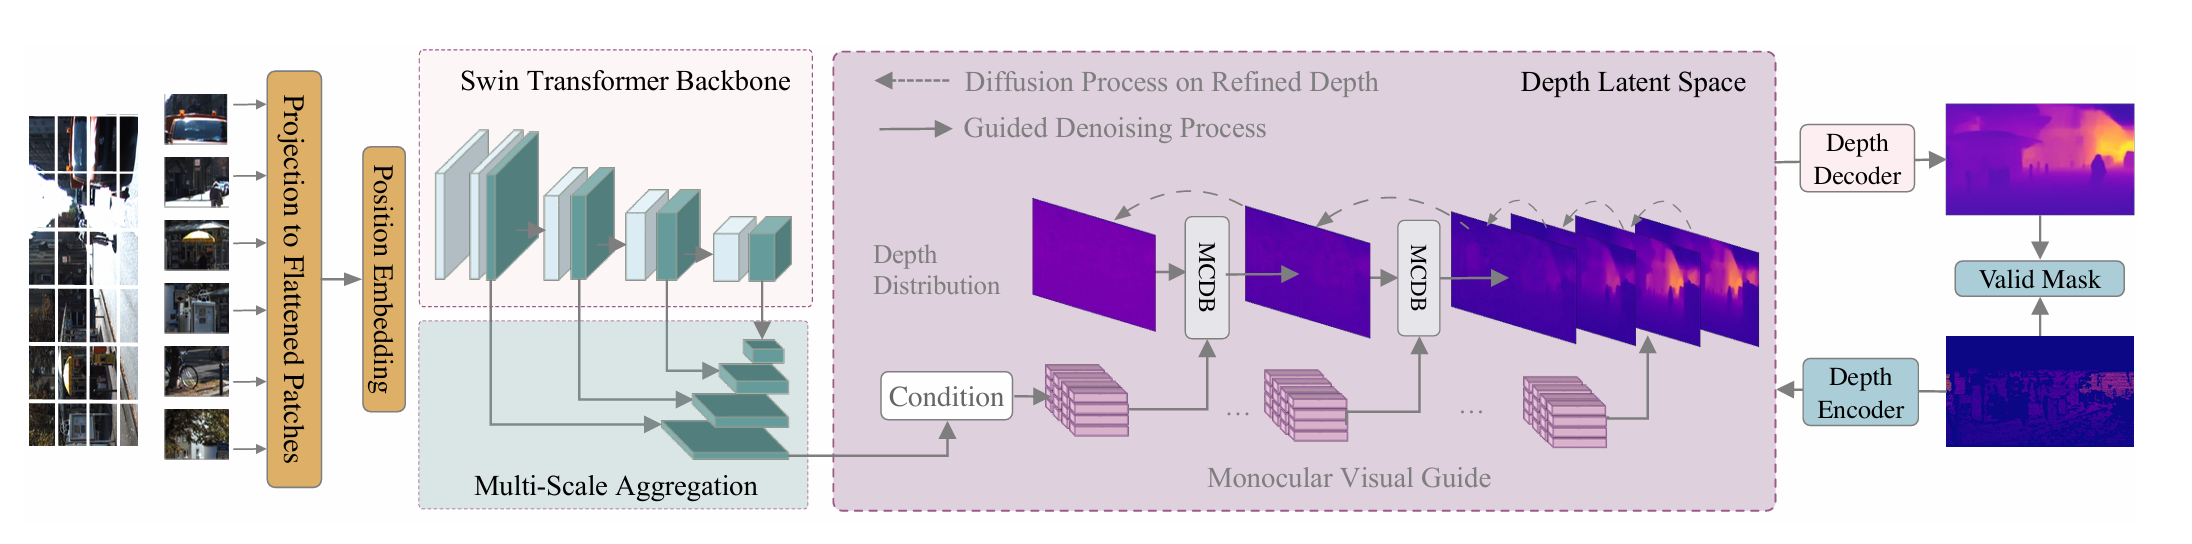 Projection to Flattened Patches
Position Embedding
Swin Transformer Backbone
Multi-Scale Aggregation
Diffusion Process on Refined Depth
Guided Denoising Process
Depth Latent Space
Depth
Distribution
MCDB
MCDB
Condition
...
...
Monocular Visual Guide
Depth
Decoder
Valid Mask
Depth
Encoder